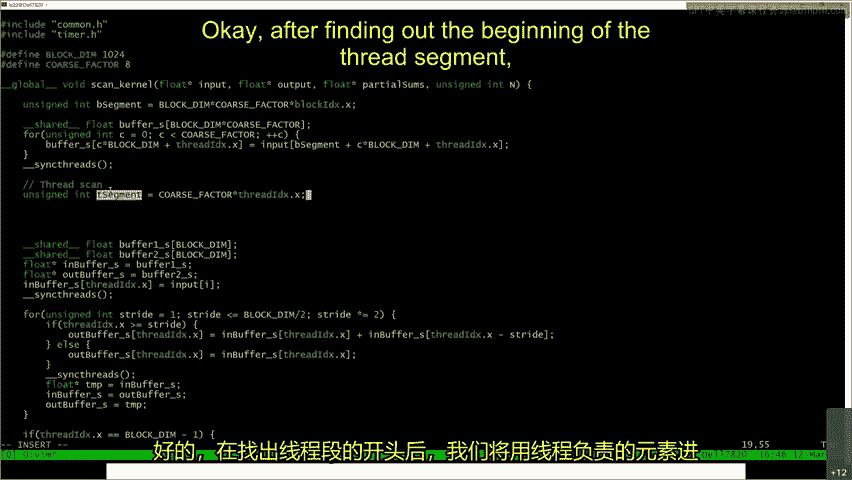 #include "common.h"
#include "timer.h"
Okay, after finding out the beginning of the
thread segment,
#define BLOCK_DIM 1024
#define COARSE_FACTOR 8
__global__ void scan_kernel(float* input, float* output, float* partialSums, unsigned int N) {
unsigned int bSegment = BLOCK_DIM*COARSE_FACTOR*blockIdx.x;
__shared__ float buffer_s[BLOCK_DIM*COARSE_FACTOR];
for(unsigned int c = 0; c < COARSE_FACTOR; ++c) {
buffer_s[c*BLOCK_DIM + threadIdx.x] = input[bSegment + c*BLOCK_DIM + threadIdx.x];
}
__syncthreads();
// Thread scan
unsigned int tSegment = COARSE_FACTOR*threadIdx.x;
__shared__ float buffer1_s[BLOCK_DIM];
__shared__ float buffer2_s[BLOCK_DIM];
float* inBuffer_s = buffer1_s;
float* outBuffer_s = buffer2_s;
inBuffer_s[threadIdx.x] = input[i];
__syncthreads();
for(unsigned int stride = 1; stride <= BLOCK_DIM/2; stride *= 2) {
if(threadIdx.x >= stride) {
outBuffer_s[threadIdx.x] = inBuffer_s[threadIdx.x] + inBuffer_s[threadIdx.x - stride];
} else {
outBuffer_s[threadIdx.x] = inBuffer_s[threadIdx.x];
}
__syncthreads();
float* tmp = inBuffer_s;
inBuffer_s = outBuffer_s;
outBuffer_s = tmp;
}
if(threadIdx.x == BLOCK_DIM - 1) {
-- INSERT -- 19,55
好的，在找出线程段的开头后，我们将用线程负责的元素进
16:46 12-Mar
+12